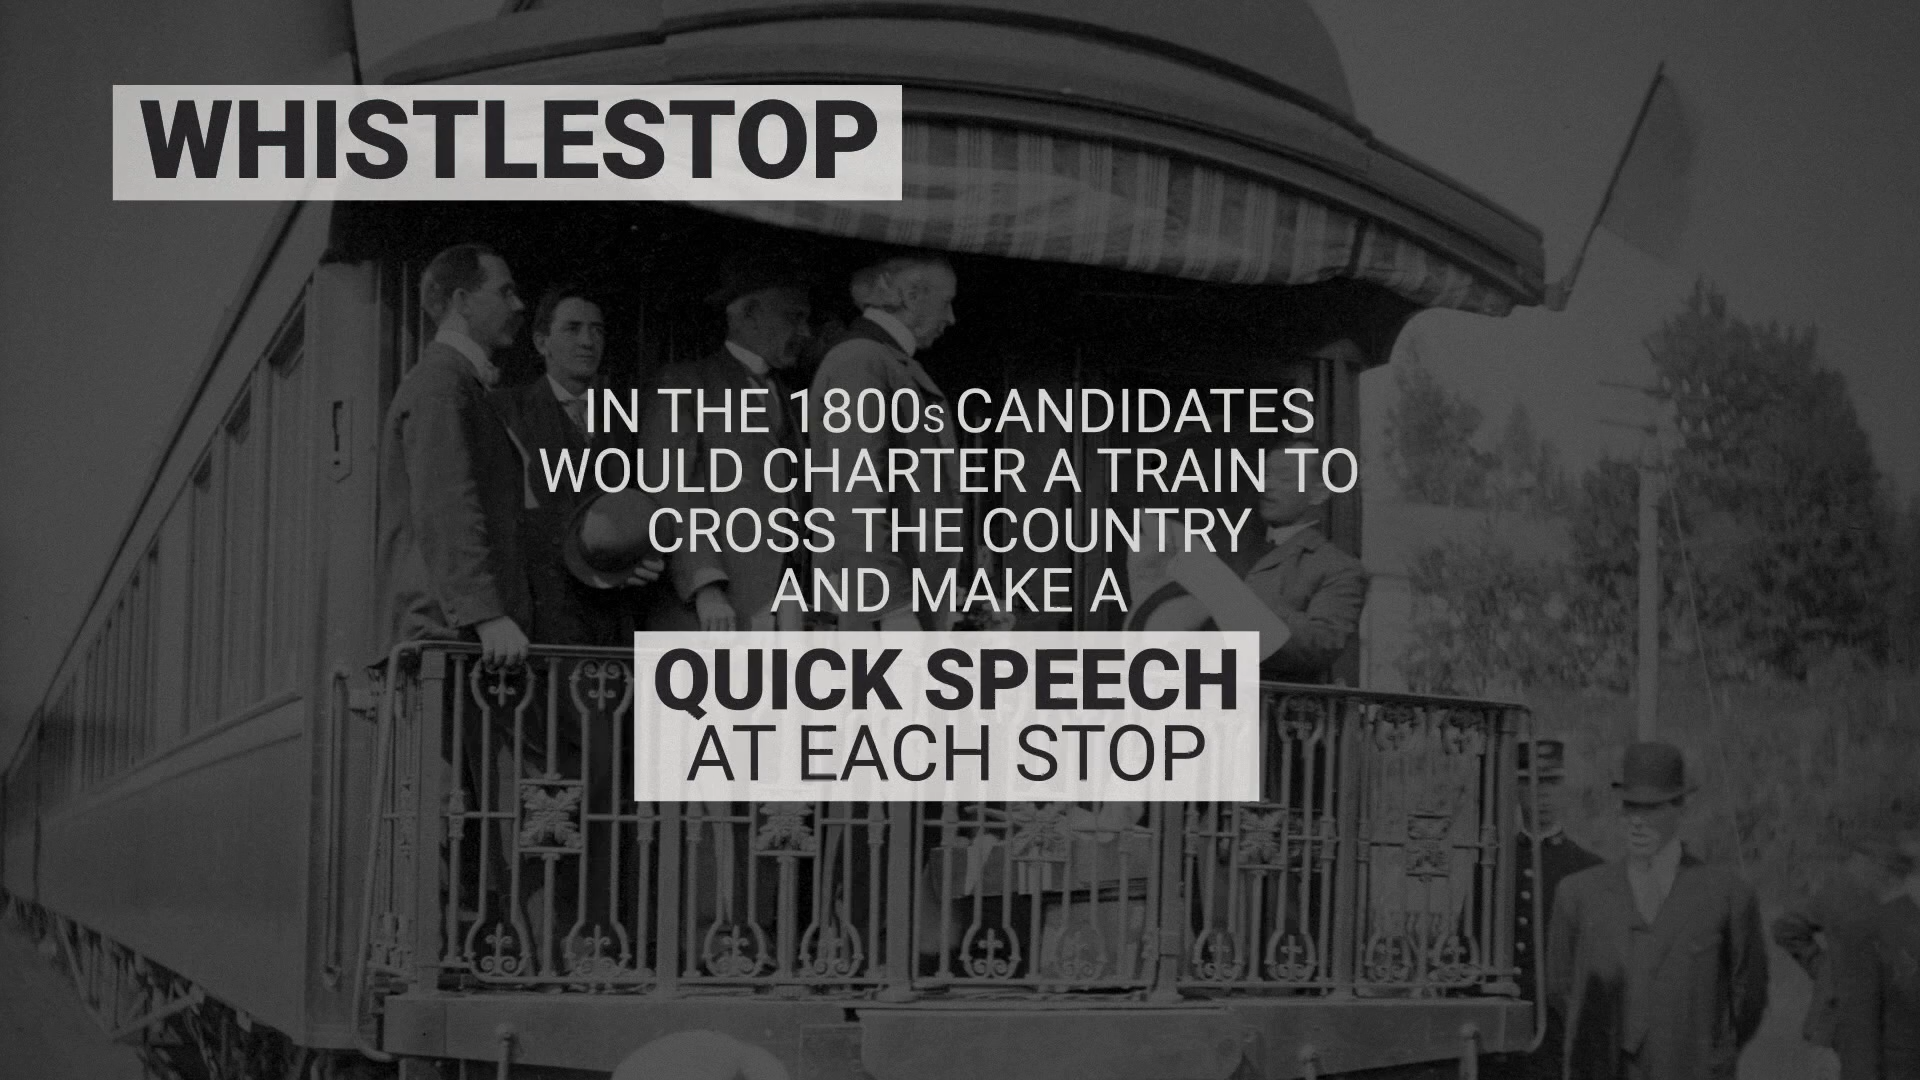 WHISTLESTOP
IN THE 1800s CANDIDATES
WOULD CHARTER A TRAIN TO
CROSS THE COUNTRY
AND MAKE A
QUICK SPEECH
AT EACH STOP